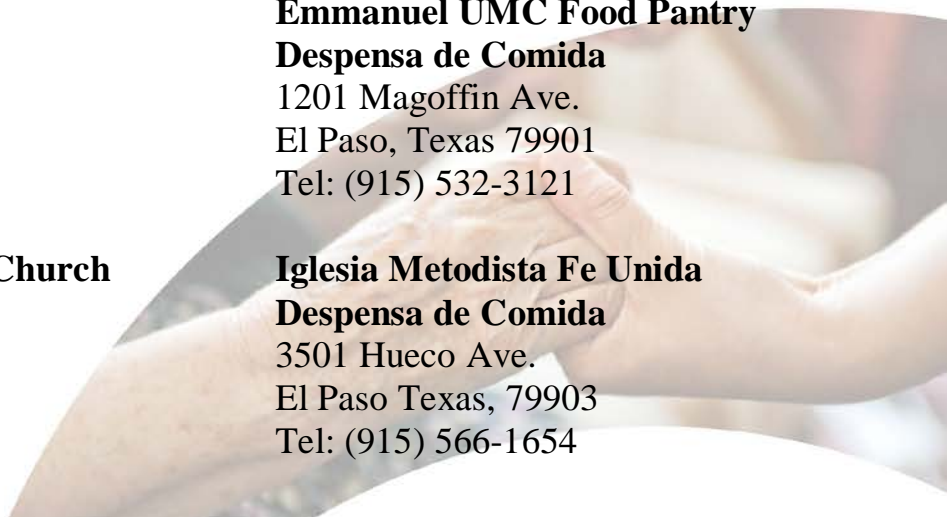 Emmanuel UMC Food Pantry
Despensa de Comida
1201 Magoffin Ave.
El Paso, Texas 79901
Tel: (915) 532-3121
Church
Iglesia Metodista Fe Unida
Despensa de Comida
3501 Hueco Ave.
El Paso Texas, 79903
Tel: (915) 566-1654